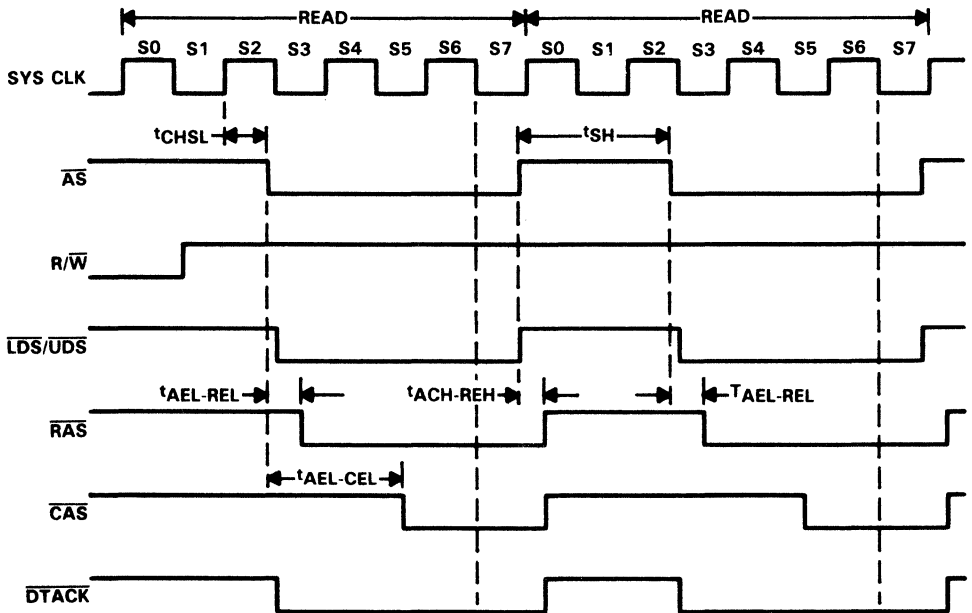 READ READ
S0 S1 S2 S3 S4 S5 S6 S7 S0 S1 S2 S3 S4 S5 S6 S7
SYS CLK
tCHSL tSH
AS
R/W
LDS/UDS
tAEL-REL tACH-REH TAEL-REL
RAS
tAEL-CEL
CAS
DTACK